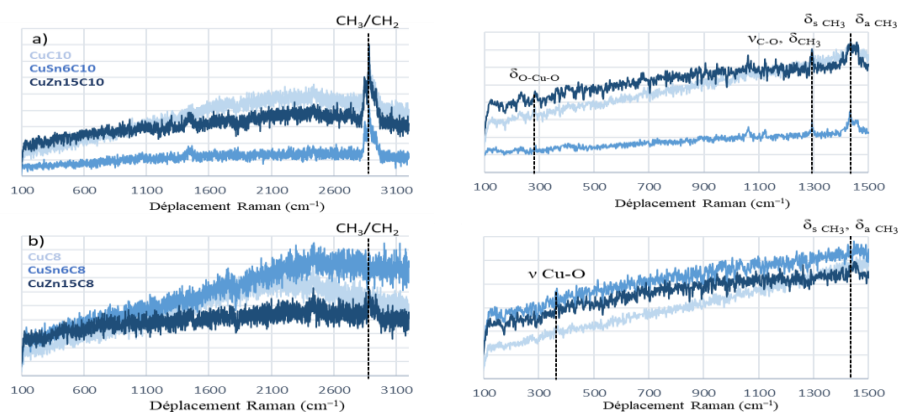 CH₃/CH₂
a)
CuC10
CuSn6C10
CuZn15C10
100 600 1100 1600 2100 2600 3100
Déplacement Raman (cm⁻¹)
δs CH₃ δa CH₃
νC-O, δCH₃
δO-Cu-O
100 300 500 700 900 1100 1300 1500
Déplacement Raman (cm⁻¹)
CH₃/CH₂
b)
CuC8
CuSn6C8
CuZn15C8
100 600 1100 1600 2100 2600 3100
Déplacement Raman (cm⁻¹)
δs CH₃, δa CH₃
ν Cu-O
100 300 500 700 900 1100 1300 1500
Déplacement Raman (cm⁻¹)